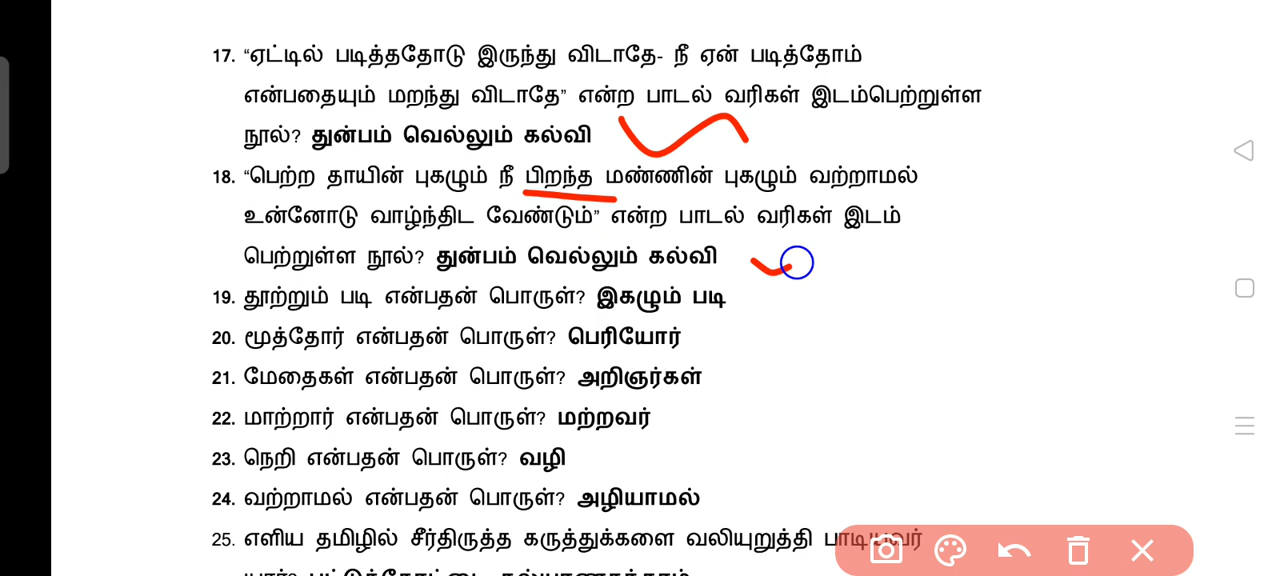 17. “ஏட்டில் படித்ததோடு இருந்து விடாதே- நீ ஏன் படித்தோம்
என்பதையும் மறந்து விடாதே” என்ற பாடல் வரிகள் இடம்பெற்றுள்ள
நூல்? துன்பம் வெல்லும் கல்வி
18. “பெற்ற தாயின் புகழும் நீ பிறந்த மண்ணின் புகழும் வற்றாமல்
உன்னோடு வாழ்ந்திட வேண்டும்” என்ற பாடல் வரிகள் இடம்
பெற்றுள்ள நூல்? துன்பம் வெல்லும் கல்வி
19. தூற்றும் படி என்பதன் பொருள்? இகழும் படி
20. மூத்தோர் என்பதன் பொருள்? பெரியோர்
21. மேதைகள் என்பதன் பொருள்? அறிஞர்கள்
22. மாற்றார் என்பதன் பொருள்? மற்றவர்
23. நெறி என்பதன் பொருள்? வழி
24. வற்றாமல் என்பதன் பொருள்? அழியாமல்
25. எளிய தமிழில் சீர்திருத்த கருத்துக்களை வலியுறுத்தி பாடியவர்